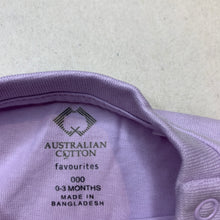 AUSTRALIAN
COTTON
favourites
000
0-3 MONTHS
MADE IN
BANGLADESH